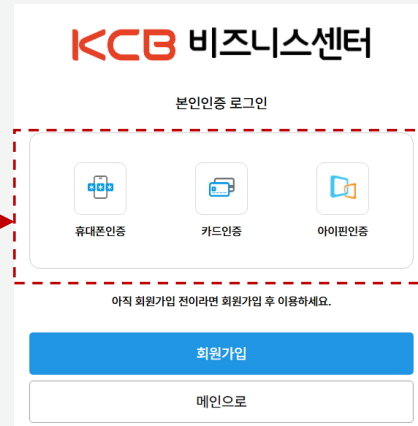 KCB 비즈니스센터
본인인증 로그인
휴대폰인증 카드인증 아이핀인증
아직 회원가입 전이라면 회원가입 후 이용하세요.
회원가입
메인으로